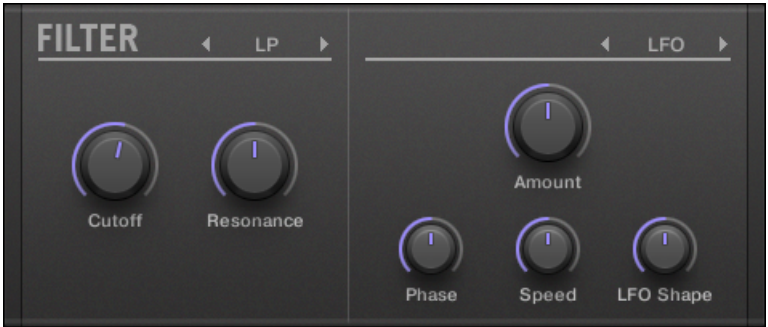 FILTER LP LFO
Amount
Cutoff Resonance
Phase Speed LFO Shape